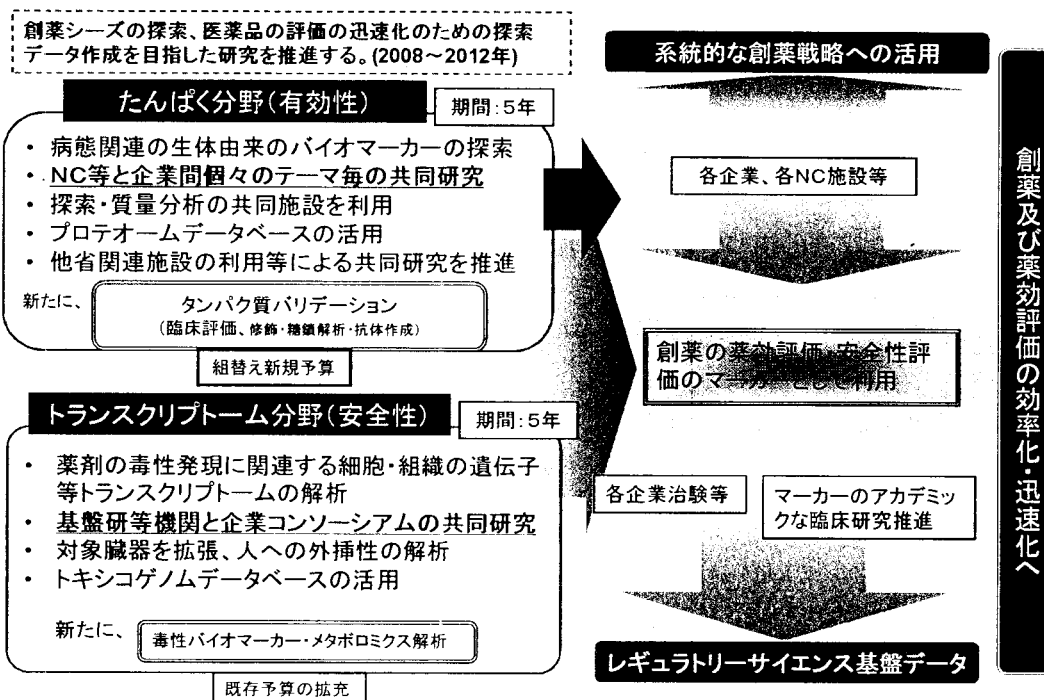 創薬シーズの探索、医薬品の評価の迅速化のための探索
データ作成を目指した研究を推進する。(2008～2012年)
たんぱく分野(有効性)
期間:5年
・ 病態関連の生体由来のバイオマーカーの探索
・ NC等と企業間個々のテーマ毎の共同研究
・ 探索・質量分析の共同施設を利用
・ プロテオームデータベースの活用
・ 他省関連施設の利用等による共同研究を推進
新たに、
タンパク質バリデーション
(臨床評価、修飾・糖鎖解析・抗体作成)
組替え新規予算
トランスクリプトーム分野(安全性)
期間:5年
・ 薬剤の毒性発現に関連する細胞・組織の遺伝子
等トランスクリプトームの解析
・ 基盤研等機関と企業コンソーシアムの共同研究
・ 対象臓器を拡張、人への外挿性の解析
・ トキシコゲノムデータベースの活用
新たに、
毒性バイオマーカー・メタボロミクス解析
既存予算の拡充
系統的な創薬戦略への活用
各企業、各NC施設等
創薬の薬効評価・安全性評
価のマーカーとして利用
各企業治験等
マーカーのアカデミッ
クな臨床研究推進
レギュラトリーサイエンス基盤データ
創薬及び薬効評価の効率化・迅速化へ